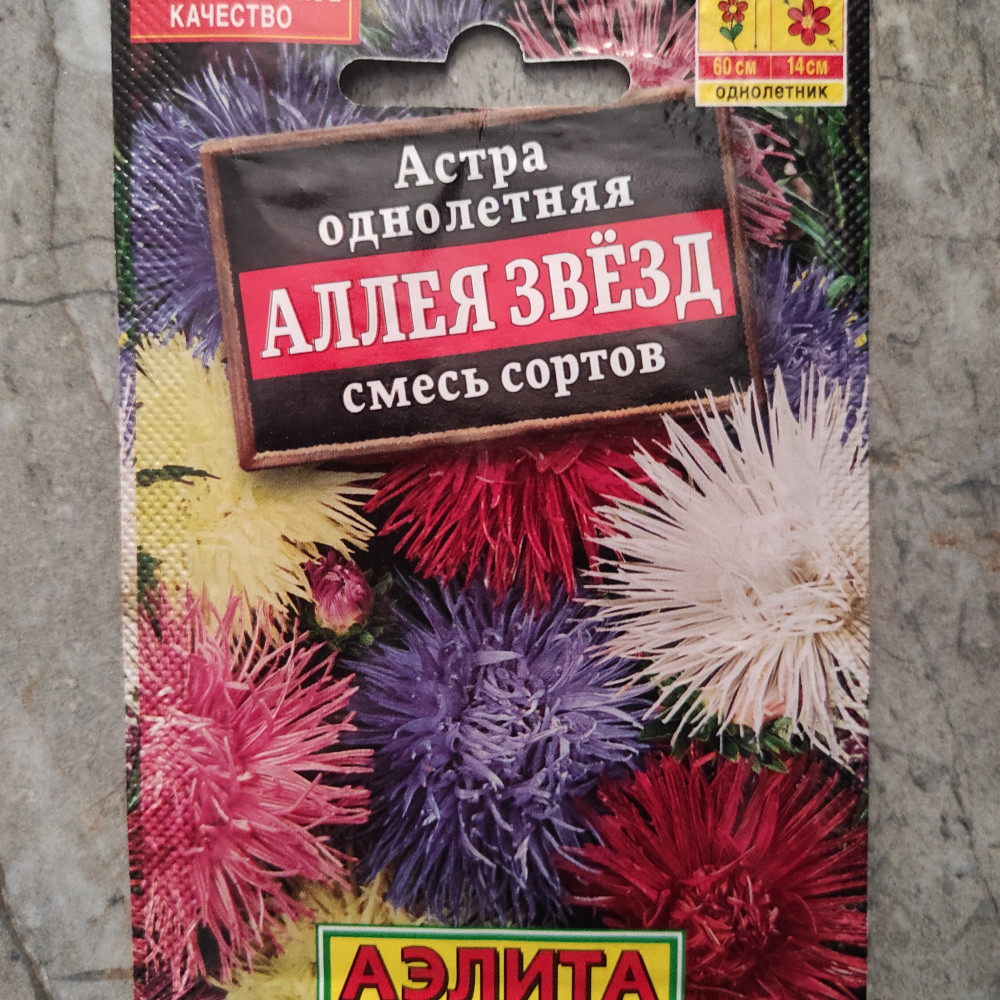 КАЧЕСТВО
60 см 14 см
однолетник
Астра
однолетняя
АЛЛЕЯ ЗВЁЗД
смесь сортов
АЭЛИТА